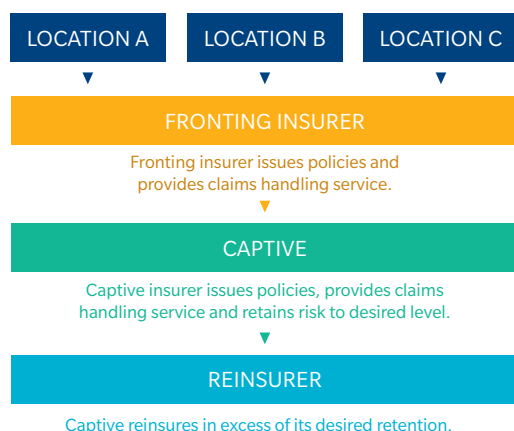 LOCATION A
LOCATION B
LOCATION C
FRONTING INSURER
Fronting insurer issues policies and
provides claims handling service.
CAPTIVE
Captive insurer issues policies, provides claims
handling service and retains risk to desired level.
REINSURER
Captive reinsures in excess of its desired retention.